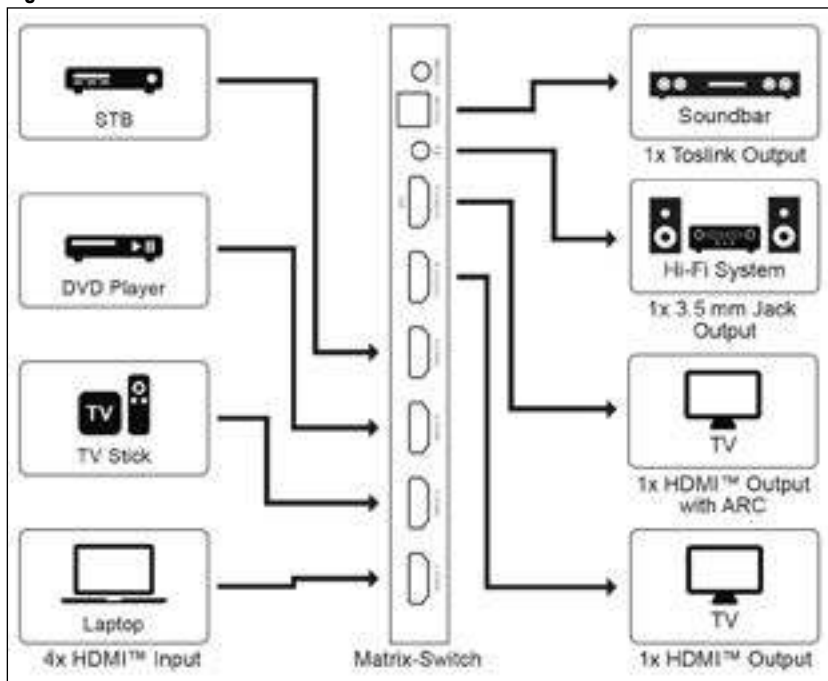 STB
DVD Player
TV
TV Stick
Laptop
4x HDMI™ Input
Matrix-Switch
Soundbar
1x Toslink Output
Hi-Fi System
1x 3.5 mm Jack
Output
TV
1x HDMI™ Output
with ARC
TV
1x HDMI™ Output